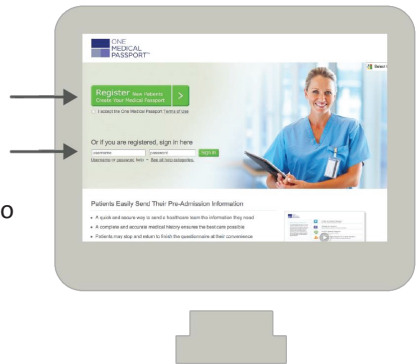 ONE
MEDICAL
PASSPORT™
Select
Register New Patients
Create Your Medical Passport
I accept the One Medical Passport Terms of Use
Or if you are registered, sign in here
username password Sign In
Username or password help - See all help categories.
o
Patients Easily Send Their Pre-Admission Information
A quick and secure way to send a healthcare team the information they need
A complete and accurate medical history ensures the best care possible
Patients may stop and return to finish the questionnaire at their convenience